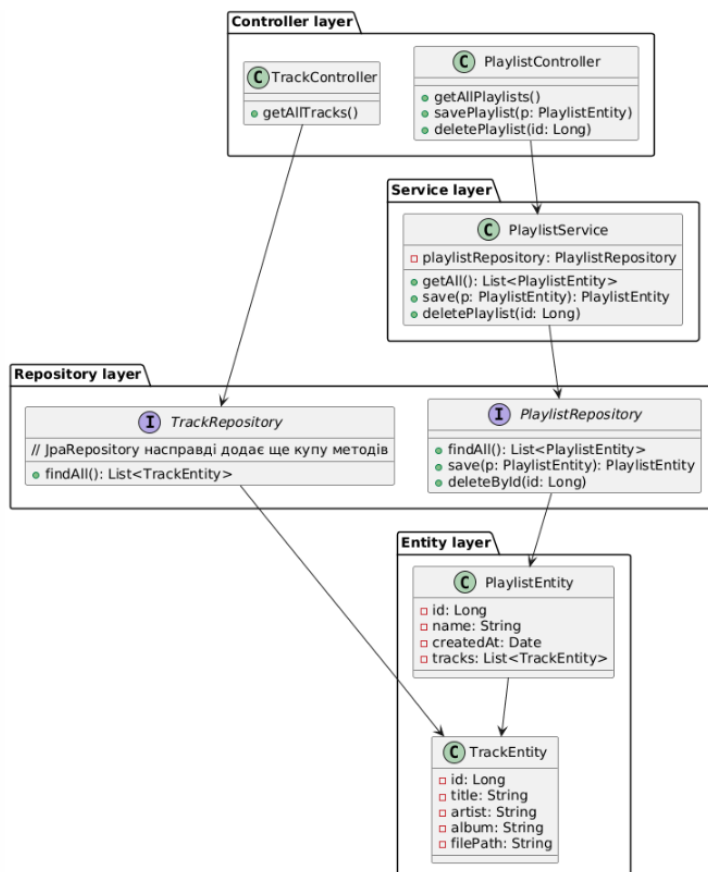 Controller layer
C TrackController
+ getAllTracks()
C PlaylistController
+ getAllPlaylists()
+ savePlaylist(p: PlaylistEntity)
+ deletePlaylist(id: Long)
Service layer
C PlaylistService
playlistRepository: PlaylistRepository
getAll(): List<PlaylistEntity>
save(p: PlaylistEntity): PlaylistEntity
deletePlaylist(id: Long)
Repository layer
I TrackRepository
// JpaRepository насправді додає ще купу методів
findAll(): List<TrackEntity>
I PlaylistRepository
findAll(): List<PlaylistEntity>
save(p: PlaylistEntity): PlaylistEntity
deleteById(id: Long)
Entity layer
C PlaylistEntity
id: Long
name: String
createdAt: Date
tracks: List<TrackEntity>
C TrackEntity
id: Long
title: String
artist: String
album: String
filePath: String